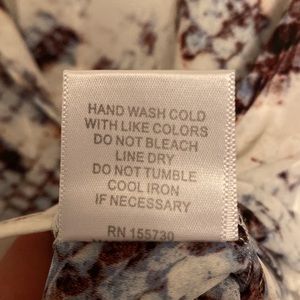 HAND WASH COLD
WITH LIKE COLORS
DO NOT BLEACH
LINE DRY
DO NOT TUMBLE
COOL IRON
IF NECESSARY
RN 155730